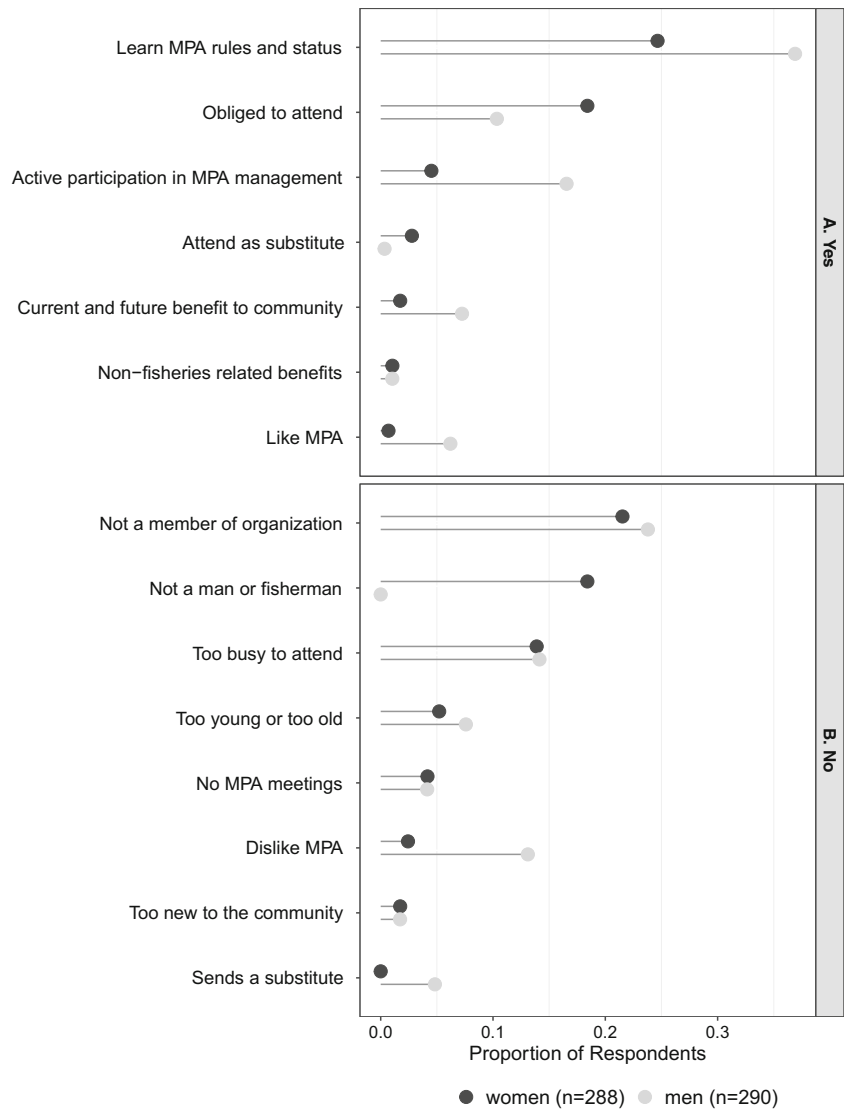 Learn MPA rules and status
Obliged to attend
Active participation in MPA management
Attend as substitute
Current and future benefit to community
Non−fisheries related benefits
Like MPA
A. Yes
Not a member of organization
Not a man or fisherman
Too busy to attend
Too young or too old
No MPA meetings
Dislike MPA
Too new to the community
Sends a substitute
B. No
0.0 0.1 0.2 0.3
Proportion of Respondents
women (n=288) men (n=290)